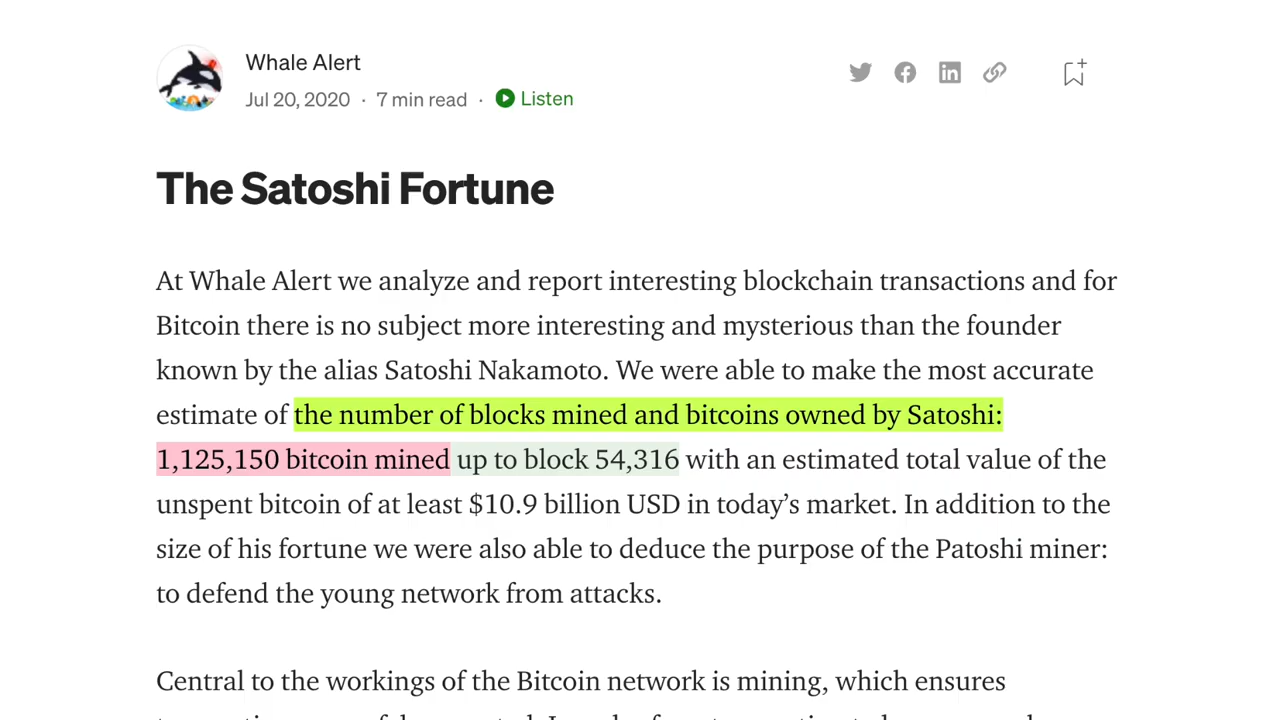 Whale Alert
Jul 20, 2020 · 7 min read · Listen
The Satoshi Fortune
At Whale Alert we analyze and report interesting blockchain transactions and for
Bitcoin there is no subject more interesting and mysterious than the founder
known by the alias Satoshi Nakamoto. We were able to make the most accurate
estimate of the number of blocks mined and bitcoins owned by Satoshi:
1,125,150 bitcoin mined up to block 54,316 with an estimated total value of the
unspent bitcoin of at least $10.9 billion USD in today’s market. In addition to the
size of his fortune we were also able to deduce the purpose of the Patoshi miner:
to defend the young network from attacks.
Central to the workings of the Bitcoin network is mining, which ensures